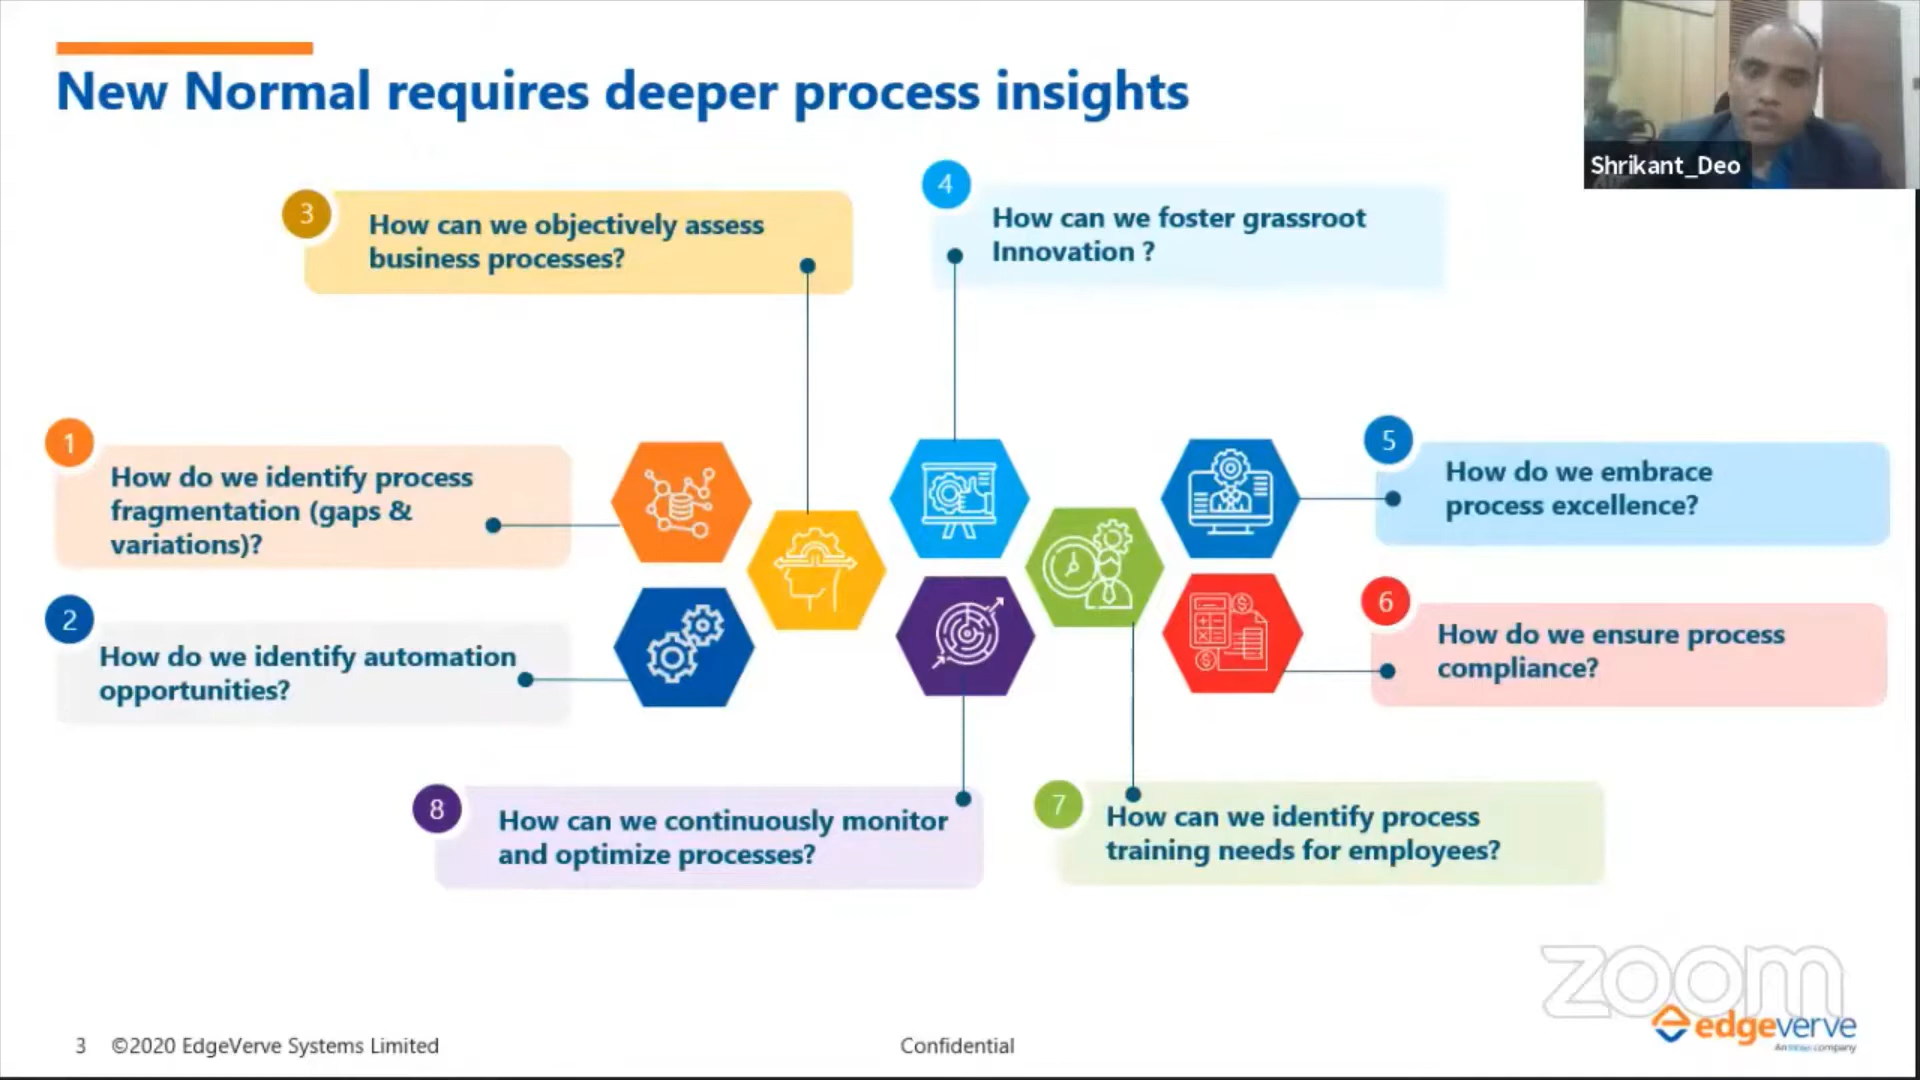 New Normal requires deeper process insights
Shrikant_Deo
3
How can we objectively assess
business processes?
4
How can we foster grassroot
Innovation ?
1
How do we identify process
fragmentation (gaps &
variations)?
5
How do we embrace
process excellence?
2
How do we identify automation
opportunities?
6
How do we ensure process
compliance?
8
How can we continuously monitor
and optimize processes?
7
How can we identify process
training needs for employees?
zoom
edgeverve
An Infosys company
3 ©2020 EdgeVerve Systems Limited
Confidential